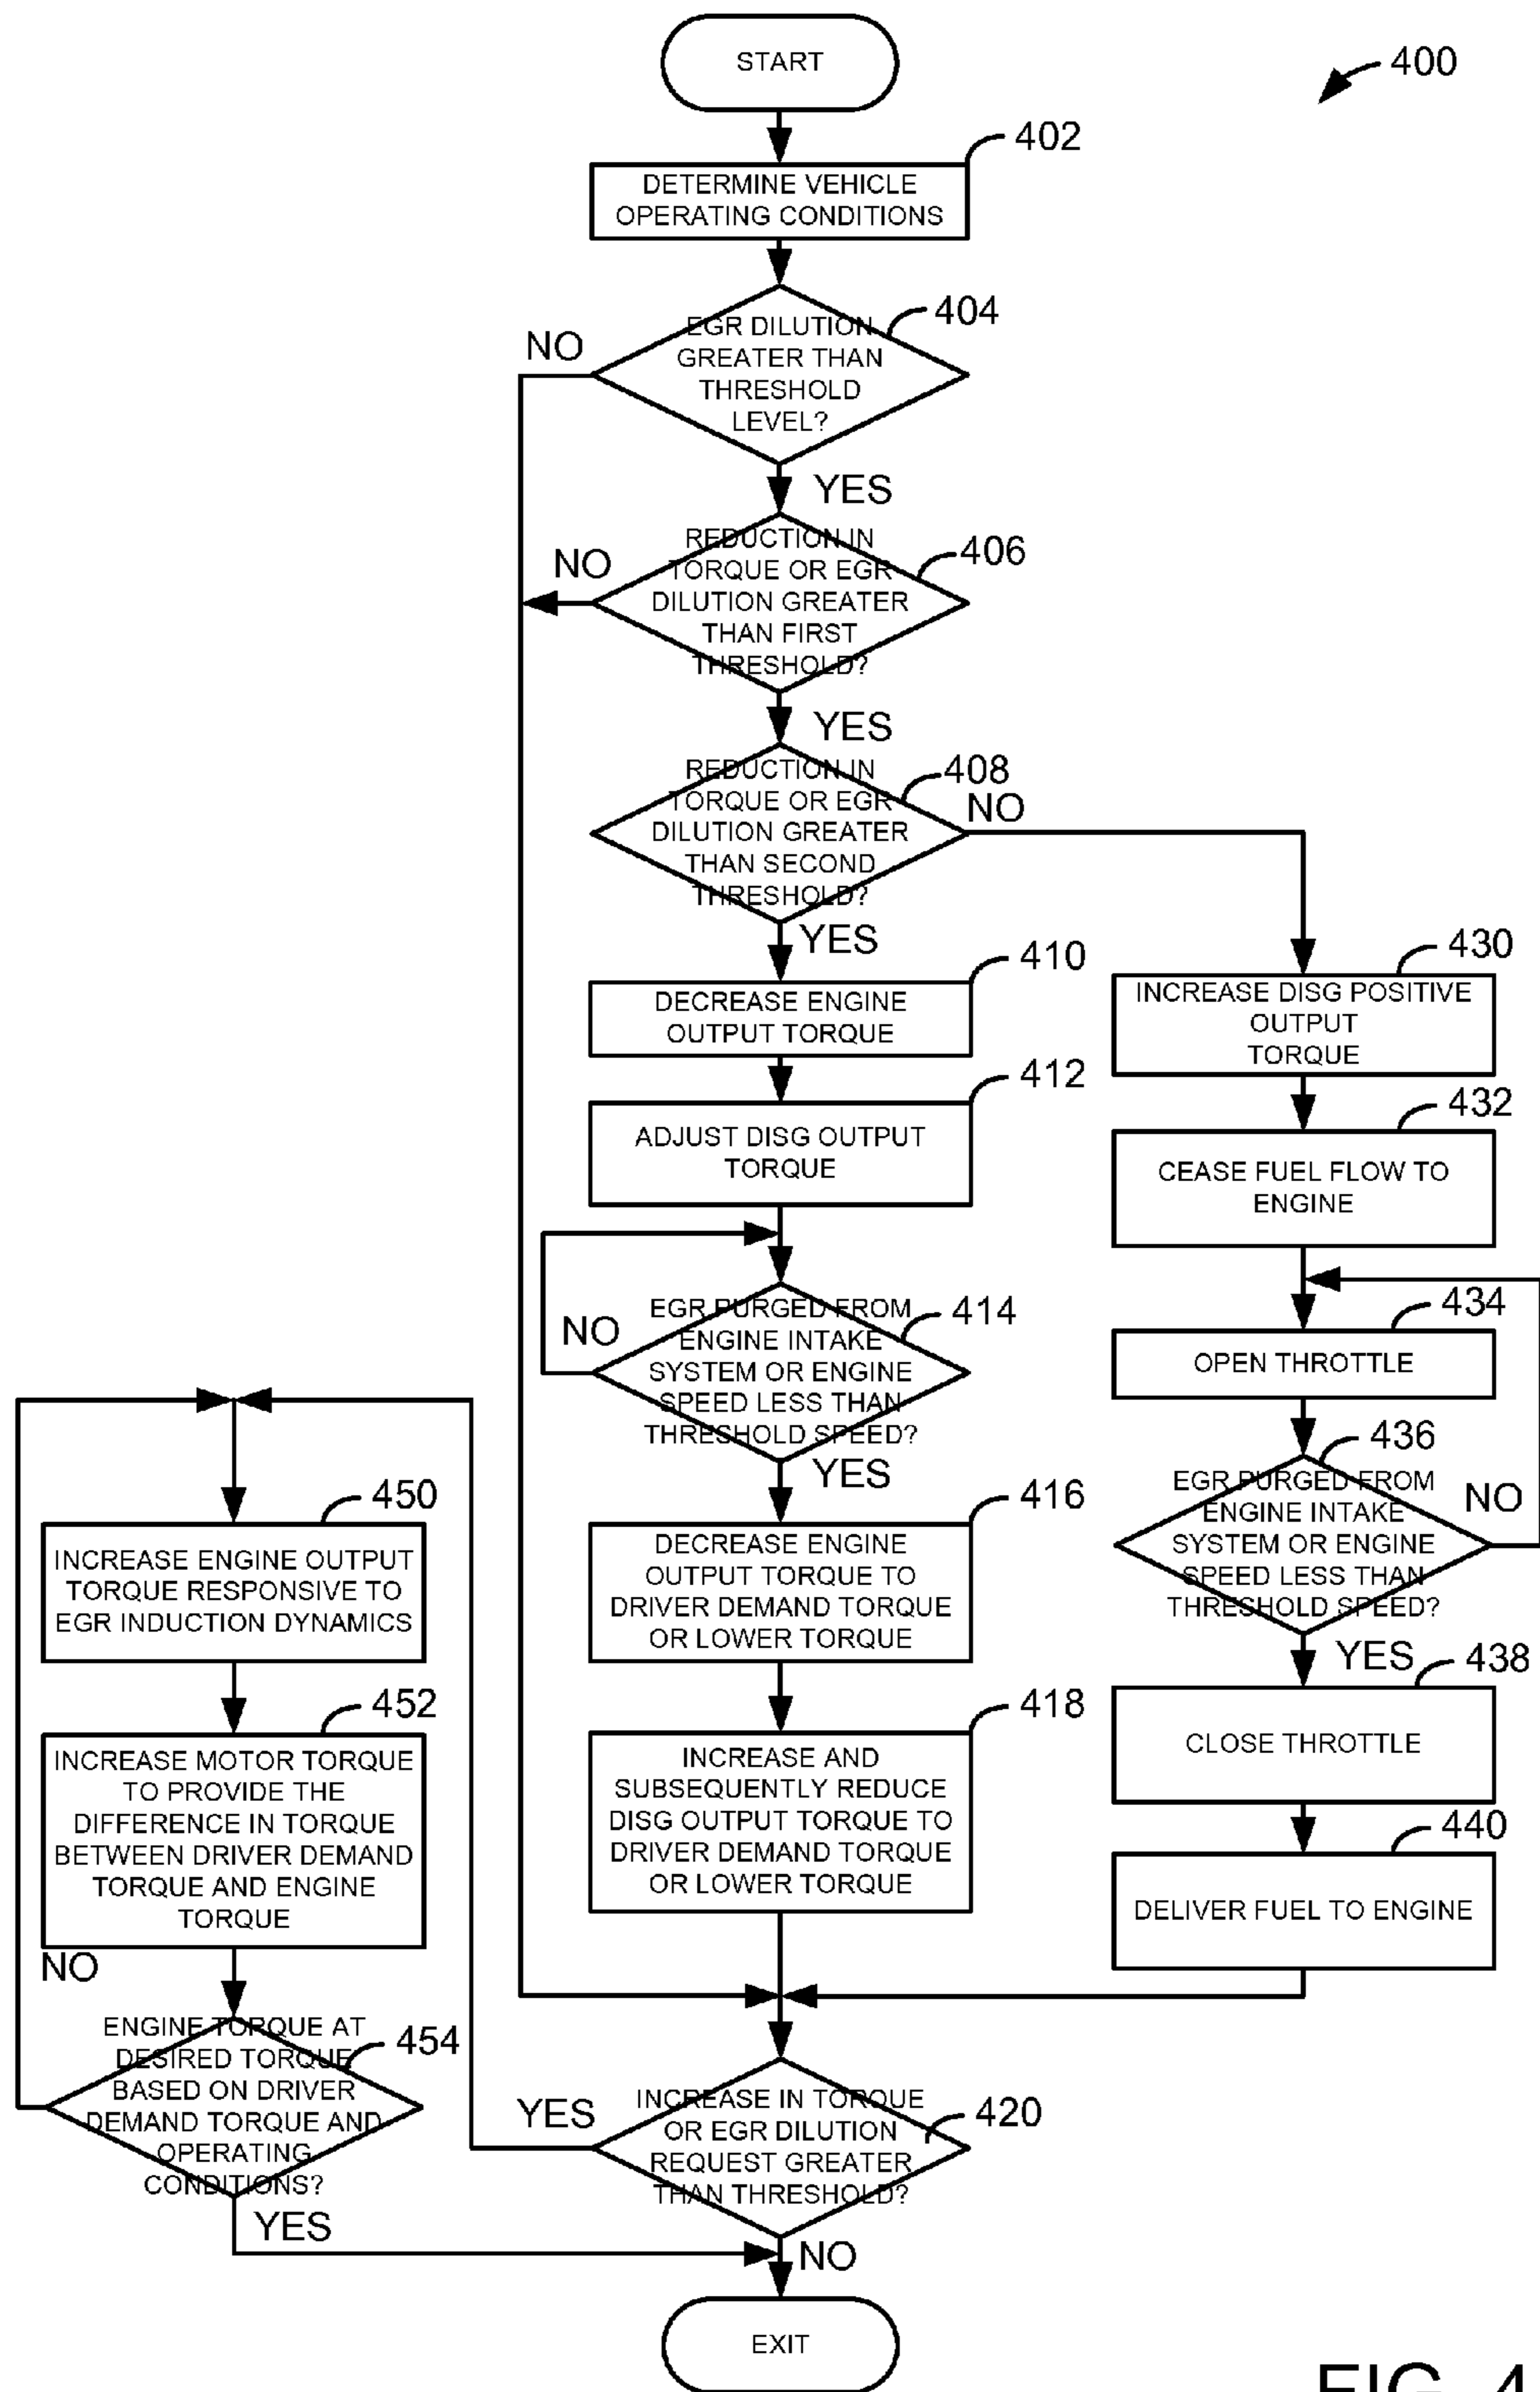 START
400
402
DETERMINE VEHICLE
OPERATING CONDITIONS
404
NO
EGR DILUTION
GREATER THAN
THRESHOLD
LEVEL?
YES
406
NO
REDUCTION IN
TORQUE OR EGR
DILUTION GREATER
THAN FIRST
THRESHOLD?
YES
408
REDUCTION IN
TORQUE OR EGR
DILUTION GREATER
THAN SECOND
THRESHOLD?
NO
YES
410
DECREASE ENGINE
OUTPUT TORQUE
412
ADJUST DISG OUTPUT
TORQUE
414
NO
EGR PURGED FROM
ENGINE INTAKE
SYSTEM OR ENGINE
SPEED LESS THAN
THRESHOLD SPEED?
YES
416
DECREASE ENGINE
OUTPUT TORQUE TO
DRIVER DEMAND TORQUE
OR LOWER TORQUE
418
INCREASE AND
SUBSEQUENTLY REDUCE
DISG OUTPUT TORQUE TO
DRIVER DEMAND TORQUE
OR LOWER TORQUE
430
INCREASE DISG POSITIVE
OUTPUT
TORQUE
432
CEASE FUEL FLOW TO
ENGINE
434
OPEN THROTTLE
436
EGR PURGED FROM
ENGINE INTAKE
SYSTEM OR ENGINE
SPEED LESS THAN
THRESHOLD SPEED?
NO
YES
438
CLOSE THROTTLE
440
DELIVER FUEL TO ENGINE
450
INCREASE ENGINE OUTPUT
TORQUE RESPONSIVE TO
EGR INDUCTION DYNAMICS
452
INCREASE MOTOR TORQUE
TO PROVIDE THE
DIFFERENCE IN TORQUE
BETWEEN DRIVER DEMAND
TORQUE AND ENGINE
TORQUE
NO
454
ENGINE TORQUE AT
DESIRED TORQUE
BASED ON DRIVER
DEMAND TORQUE AND
OPERATING
CONDITIONS?
YES
YES
420
INCREASE IN TORQUE
OR EGR DILUTION
REQUEST GREATER
THAN THRESHOLD?
NO
EXIT
FIG. 4